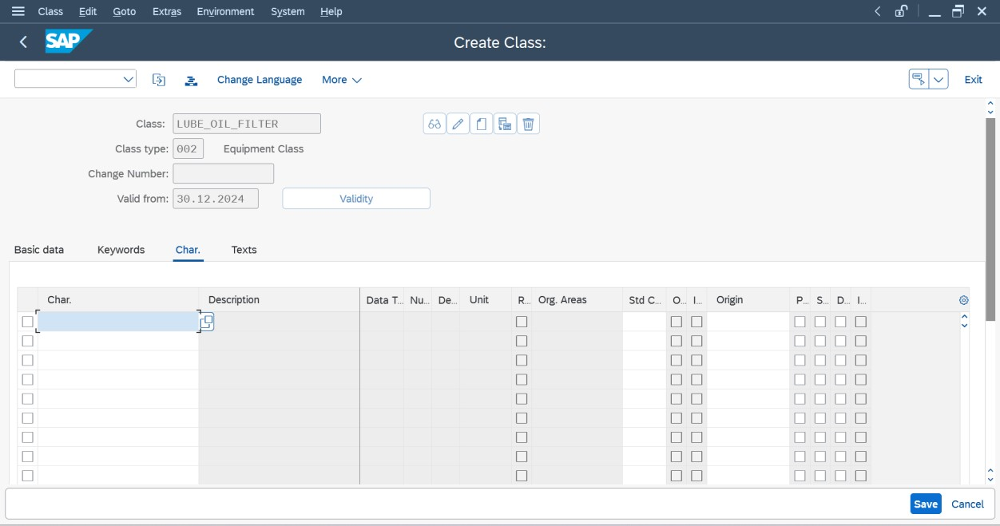 Class Edit Goto Extras Environment System Help
SAP Create Class:
Change Language More Exit
Class: LUBE_OIL_FILTER
Class type: 002 Equipment Class
Change Number:
Valid from: 30.12.2024 Validity
Basic data Keywords Char. Texts
Char. Description Data T... Nu... De... Unit R... Org. Areas Std C... O... I... Origin P... S... D... I...
Save Cancel